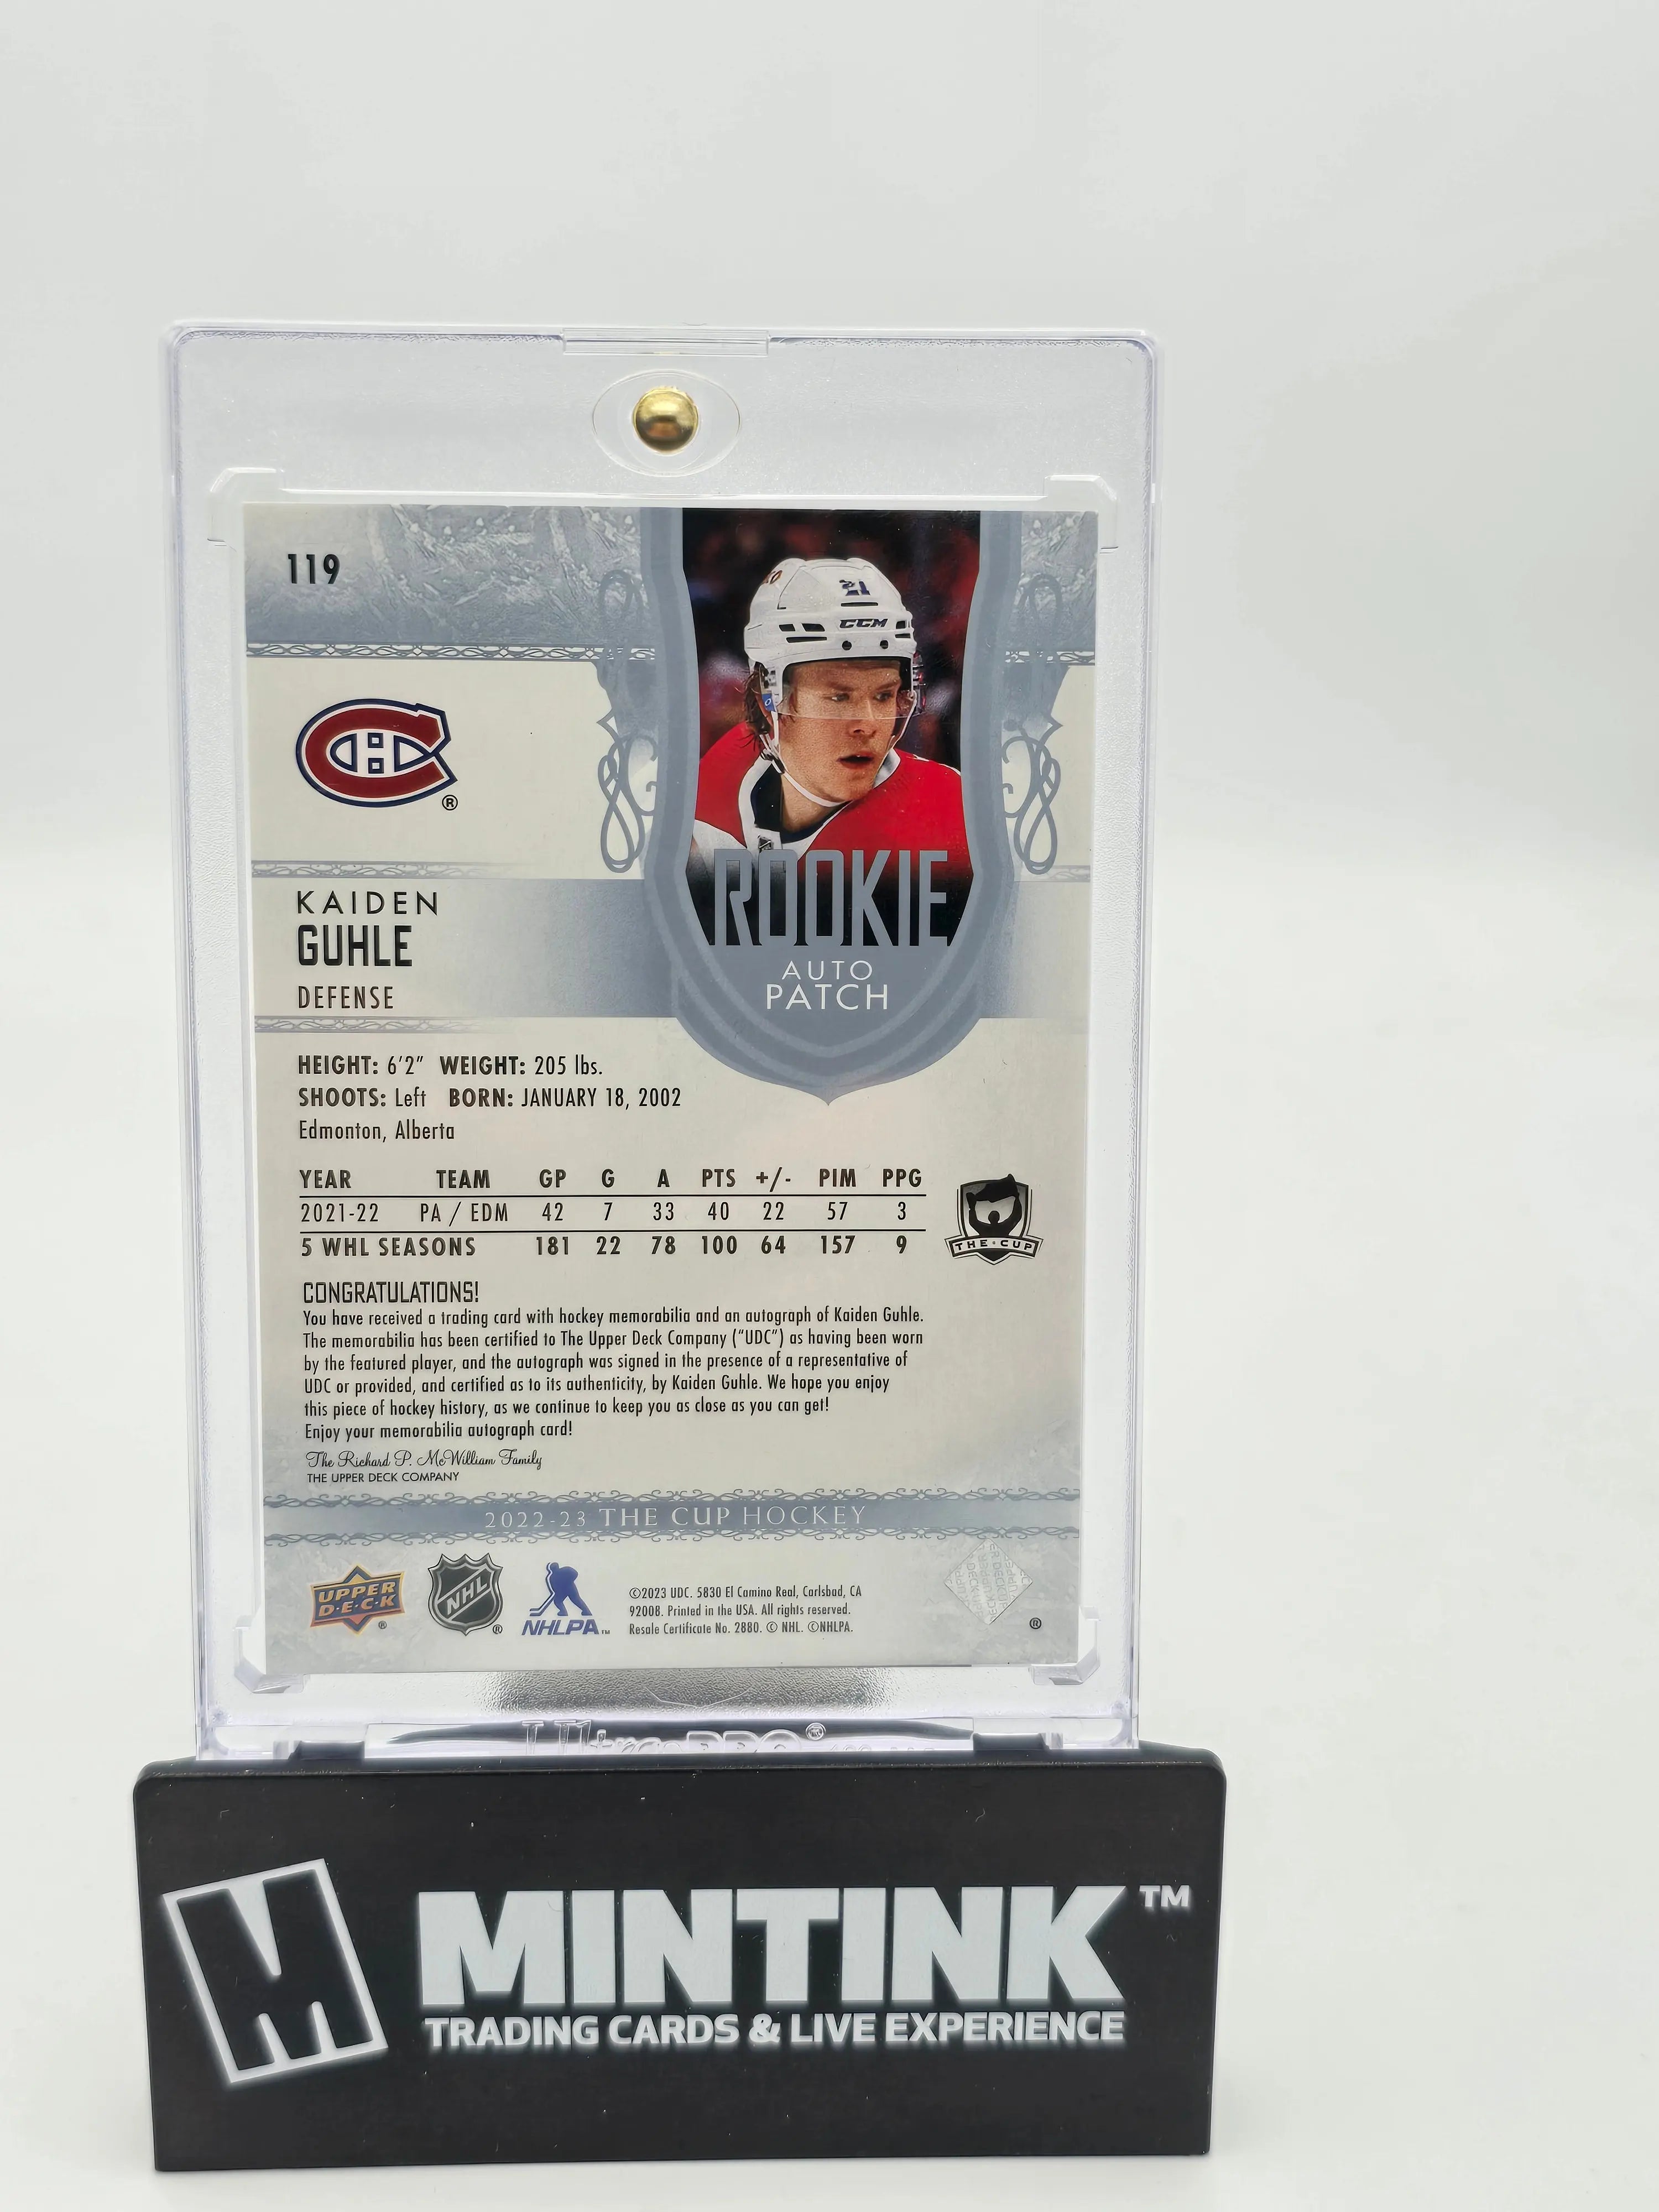 119
21
CCM
®
KAIDEN
GUHLE
DEFENSE
ROOKIE
AUTO
PATCH
HEIGHT: 6'2" WEIGHT: 205 lbs.
SHOOTS: Left BORN: JANUARY 18, 2002
Edmonton, Alberta
YEAR TEAM GP G A PTS +/- PIM PPG
2021-22 PA / EDM 42 7 33 40 22 57 3
5 WHL SEASONS 181 22 78 100 64 157 9
THE·CUP
CONGRATULATIONS!
You have received a trading card with hockey memorabilia and an autograph of Kaiden Guhle.
The memorabilia has been certified to The Upper Deck Company ("UDC") as having been worn
by the featured player, and the autograph was signed in the presence of a representative of
UDC or provided, and certified as to its authenticity, by Kaiden Guhle. We hope you enjoy
this piece of hockey history, as we continue to keep you as close as you can get!
Enjoy your memorabilia autograph card!
The Richard P. McWilliam Family
THE UPPER DECK COMPANY
2022-23 THE CUP HOCKEY
UPPER
D·E·C·K ®
NHL ®
NHLPA™
©2023 UDC. 5830 El Camino Real, Carlsbad, CA
92008. Printed in the USA. All rights reserved.
Resale Certificate No. 2880. © NHL. ©NHLPA.
®
Ultra PRO®
M MINTINK™
TRADING CARDS & LIVE EXPERIENCE